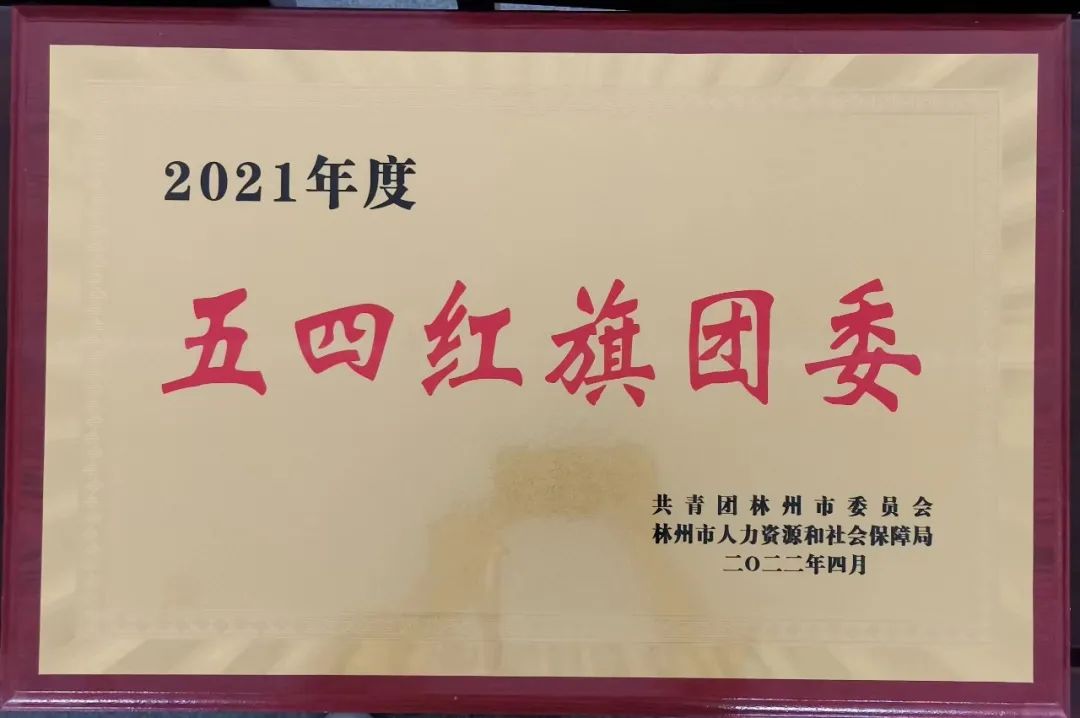 2021年度
五四红旗团委
共青团林州市委员会
林州市人力资源和社会保障局
二〇二二年四月